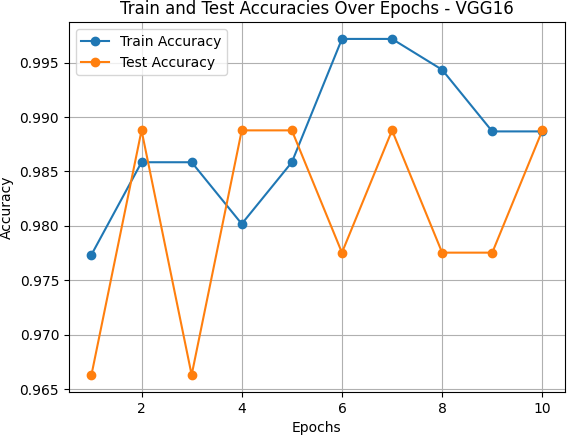 Train and Test Accuracies Over Epochs - VGG16
Train Accuracy
Test Accuracy
0.995
0.990
0.985
0.980
0.975
0.970
0.965
Accuracy
2 4 6 8 10
Epochs